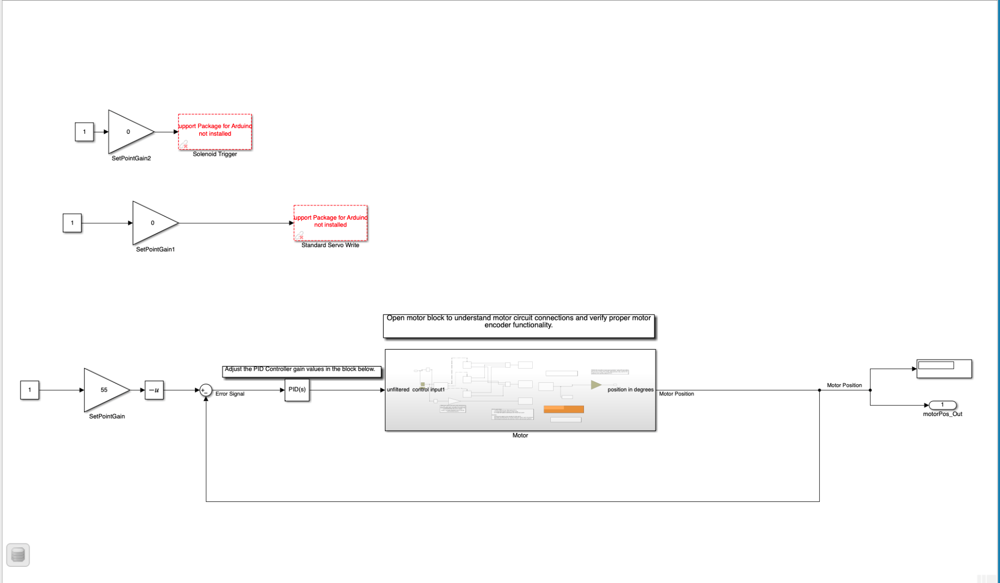 1
0
upport Package for Arduino
not installed
Solenoid Trigger
SetPointGain2
1
0
upport Package for Arduino
not installed
Standard Servo Write
SetPointGain1
Open motor block to understand motor circuit connections and verify proper motor
encoder functionality.
Adjust the PID Controller gain values in the block below.
1
55
-u
+
-
Error Signal
PID(s)
unfiltered control input1
position in degrees
Motor Position
Motor Position
1
motorPos_Out
SetPointGain
Motor